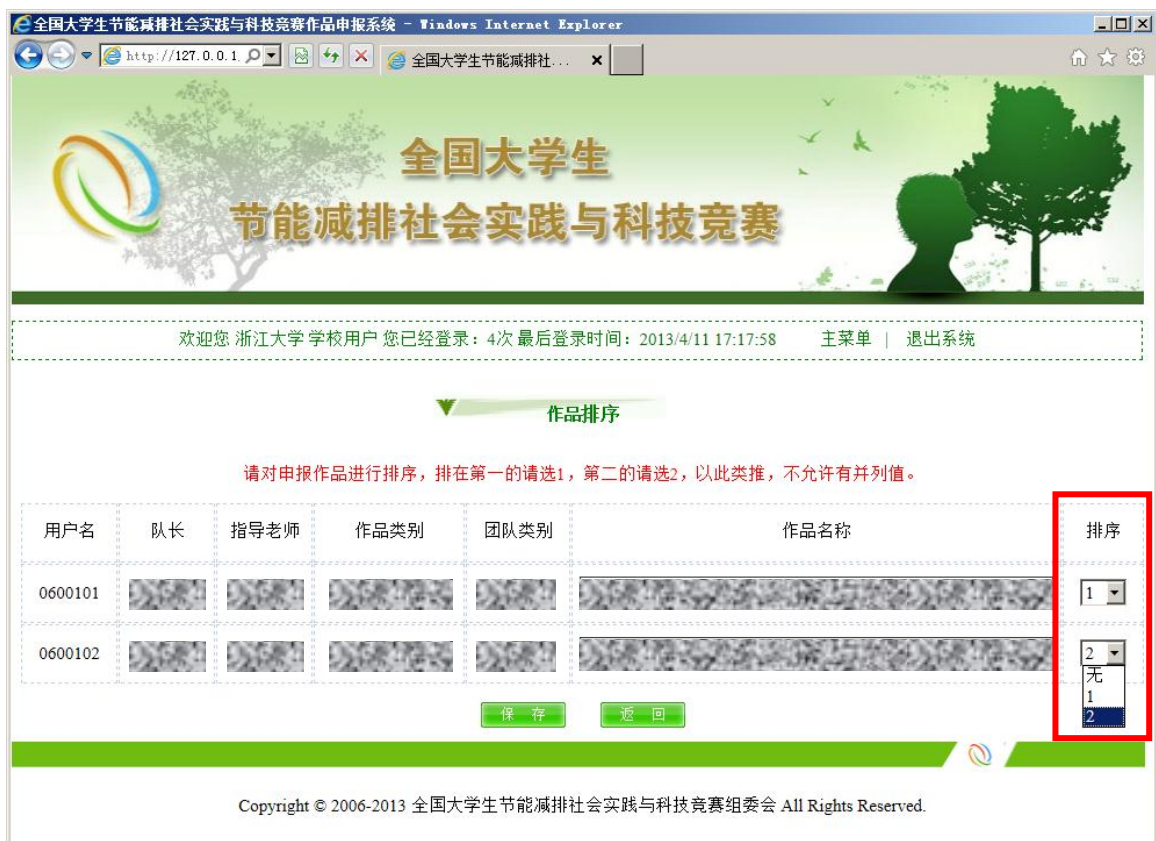 全国大学生节能减排社会实践与科技竞赛作品申报系统 - Windows Internet Explorer
http://127.0.0.1
全国大学生节能减排社...
全国大学生
节能减排社会实践与科技竞赛
欢迎您 浙江大学 学校用户 您已经登录：4次 最后登录时间：2013/4/11 17:17:58 主菜单 | 退出系统
作品排序
请对申报作品进行排序，排在第一的请选1，第二的请选2，以此类推，不允许有并列值。
用户名 队长 指导老师 作品类别 团队类别 作品名称 排序
0600101 1
0600102 2
无
1
2
保 存 返 回
Copyright © 2006-2013 全国大学生节能减排社会实践与科技竞赛组委会 All Rights Reserved.